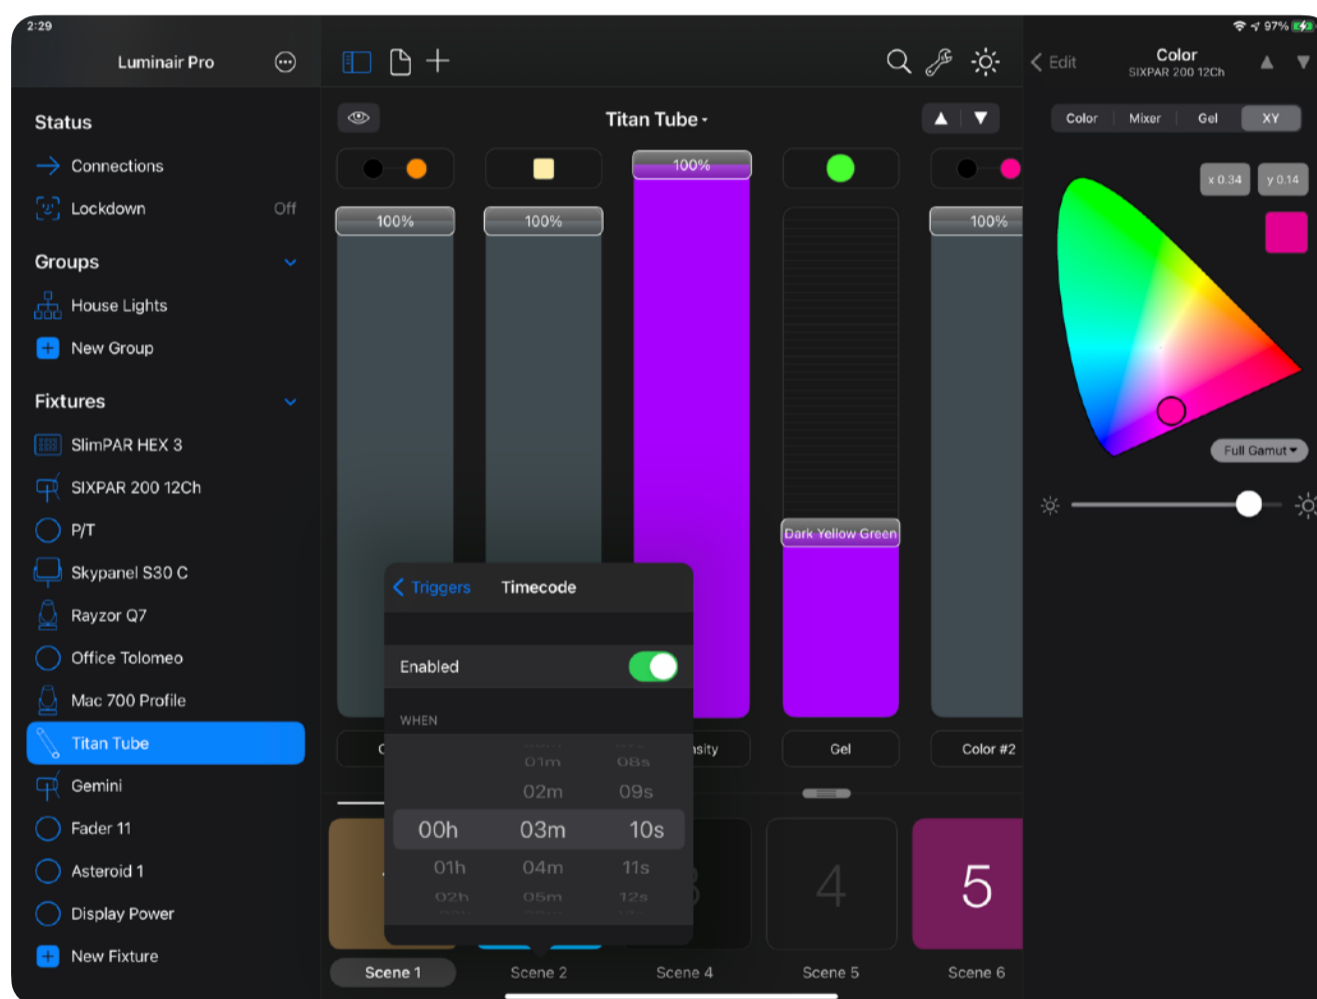 2:29
97%
Luminair Pro
Status
Connections
Lockdown Off
Groups
House Lights
New Group
Fixtures
SlimPAR HEX 3
SIXPAR 200 12Ch
P/T
Skypanel S30 C
Rayzor Q7
Office Tolomeo
Mac 700 Profile
Titan Tube
Gemini
Fader 11
Asteroid 1
Display Power
New Fixture
Titan Tube
100%
100%
100%
Dark Yellow Green
100%
Gel
Color #2
Triggers Timecode
Enabled
WHEN
01m 08s
02m 09s
00h 03m 10s
01h 04m 11s
02h 05m 12s
4
5
Scene 1
Scene 2
Scene 4
Scene 5
Scene 6
Edit
Color
SIXPAR 200 12Ch
Color Mixer Gel XY
x 0.34 y 0.14
Full Gamut